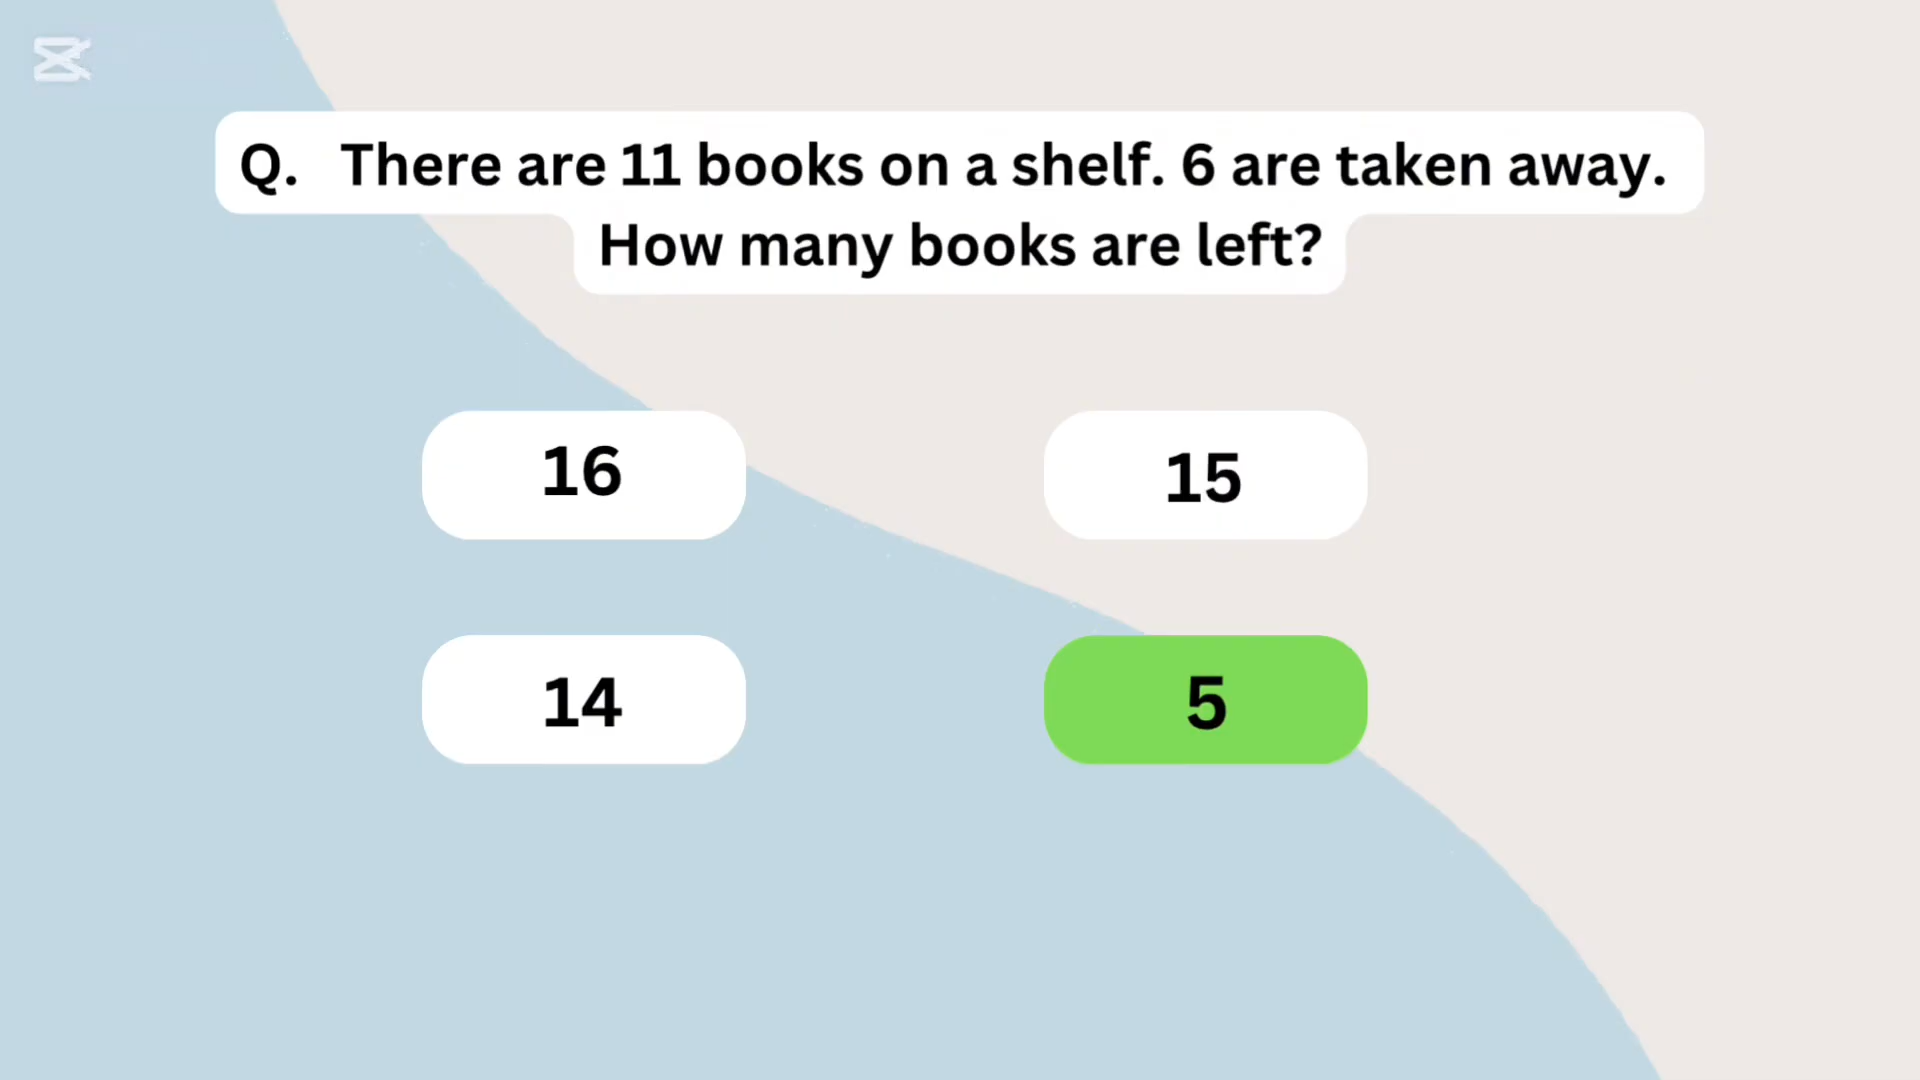 Q. There are 11 books on a shelf. 6 are taken away.
How many books are left?
16
15
14
5